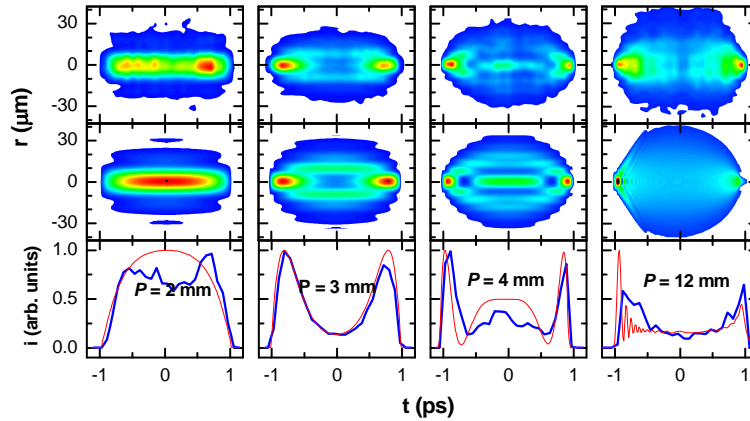 30
0
-30
r (μm)
30
0
-30
i (arb. units)
1.0
0.5
0.0
P = 2 mm
P = 3 mm
P = 4 mm
P = 12 mm
-1 0 1 -1 0 1 -1 0 1 -1 0 1
t (ps)